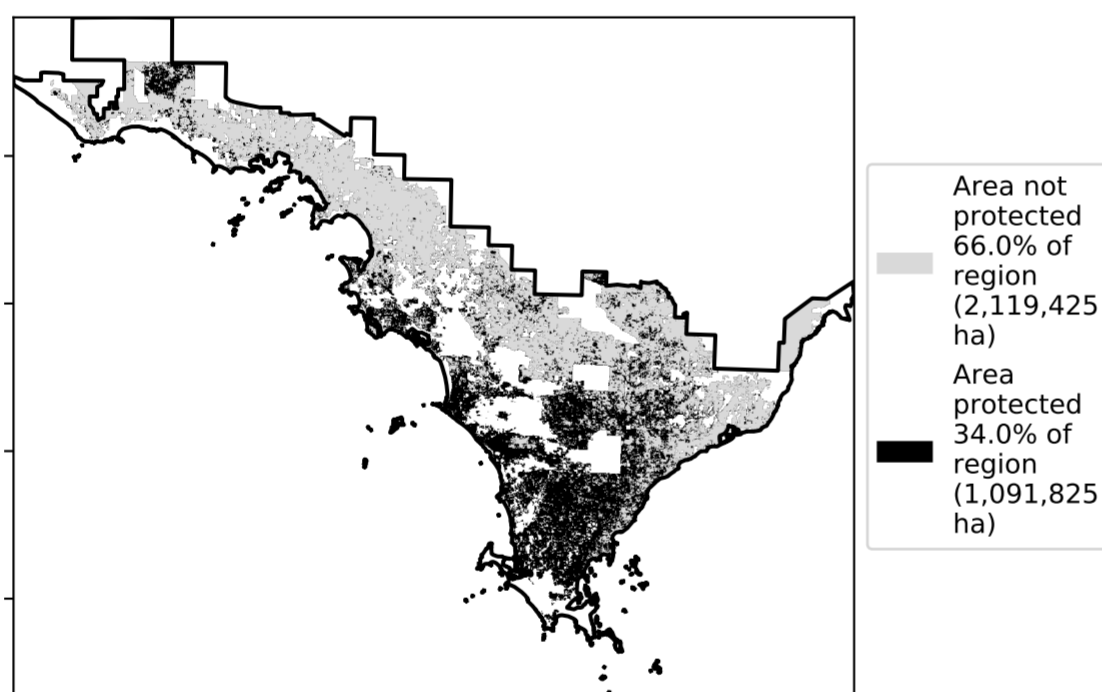 Area not
protected
66.0% of
region
(2,119,425
ha)
Area
protected
34.0% of
region
(1,091,825
ha)